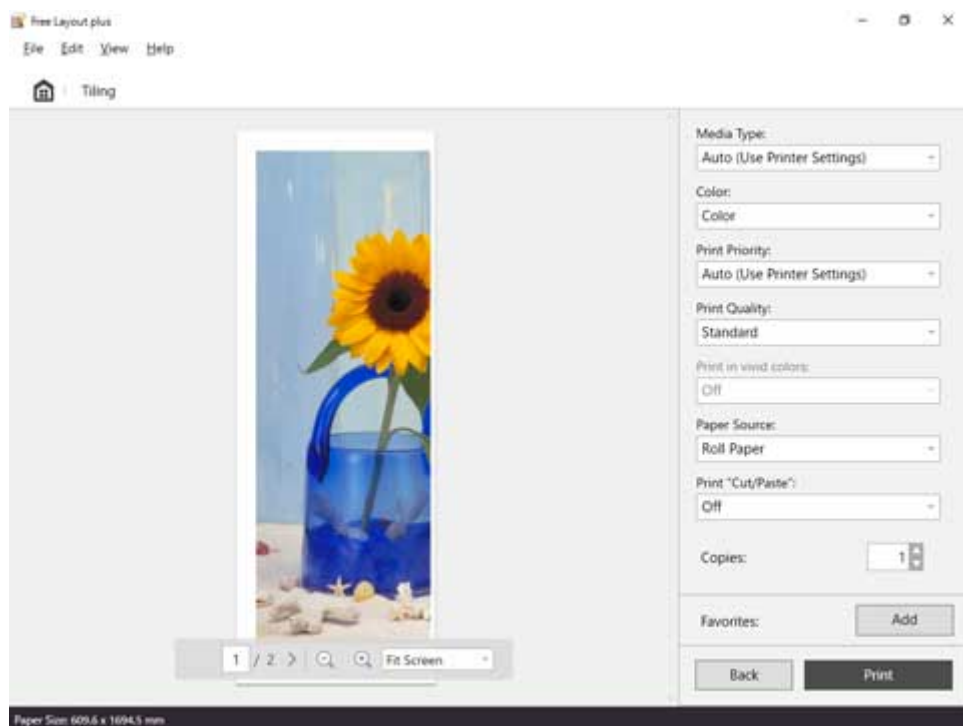 Free Layout plus
File Edit View Help
Tiling
Media Type:
Auto (Use Printer Settings)
Color:
Color
Print Priority:
Auto (Use Printer Settings)
Print Quality:
Standard
Print in vivid colors:
Off
Paper Source:
Roll Paper
Print "Cut/Paste":
Off
Copies: 1
Favorites: Add
1 / 2 Fit Screen
Back Print
Paper Size: 609.6 x 1694.5 mm